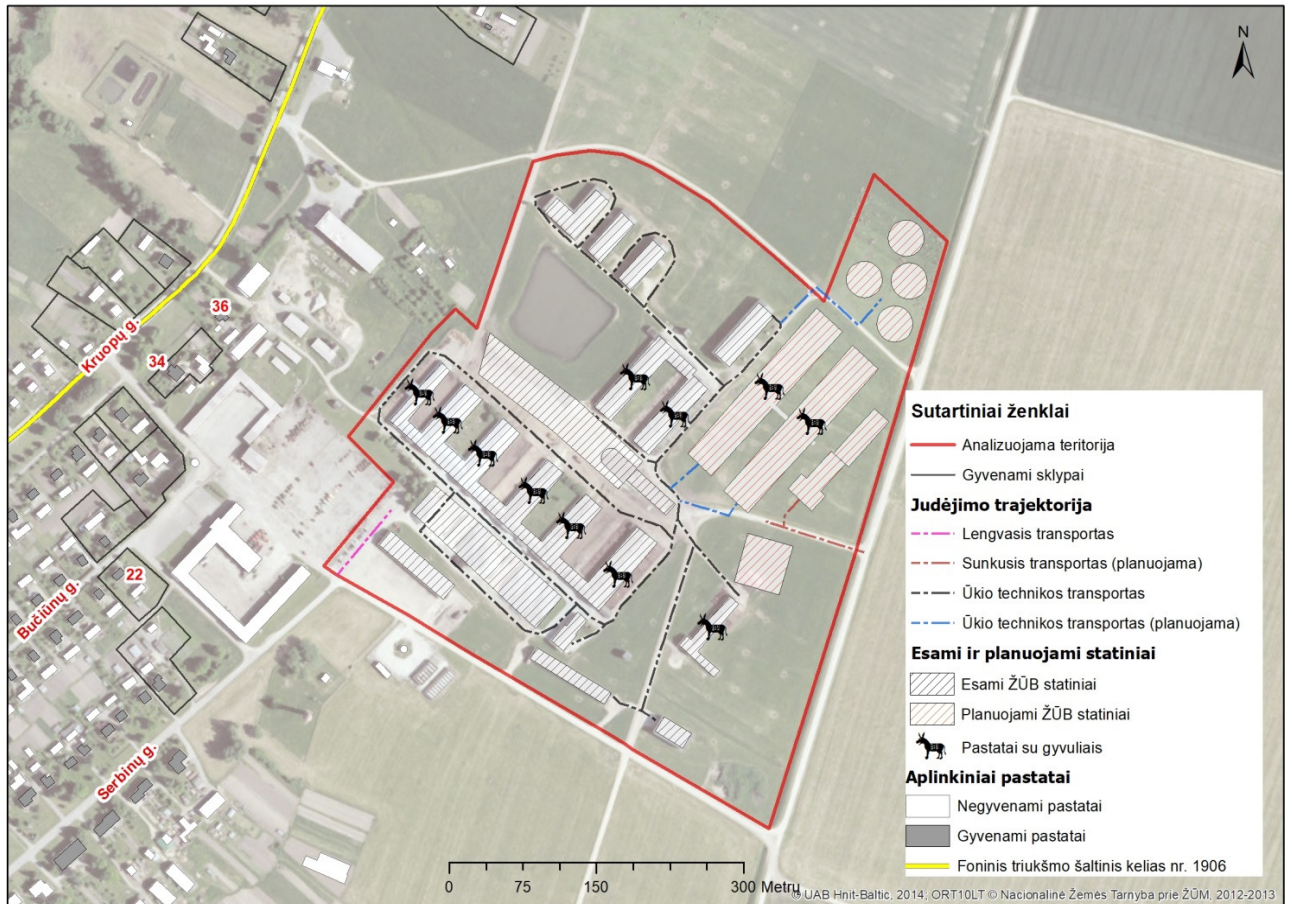 N
36
Kruopų g.
34
22
Bučiūnų g.
Serbinų g.
Sutartiniai ženklai
Analizuojama teritorija
Gyvenami sklypai
Judėjimo trajektorija
Lengvasis transportas
Sunkusis transportas (planuojama)
Ūkio technikos transportas
Ūkio technikos transportas (planuojama)
Esami ir planuojami statiniai
Esami ŽŪB statiniai
Planuojami ŽŪB statiniai
Pastatai su gyvuliais
Aplinkiniai pastatai
Negyvenami pastatai
Gyvenami pastatai
Foninis triukšmo šaltinis kelias nr. 1906
0 75 150 300 Metrų
© UAB Hnit-Baltic, 2014; ORT10LT © Nacionalinė Žemės Tarnyba prie ŽŪM, 2012-2013